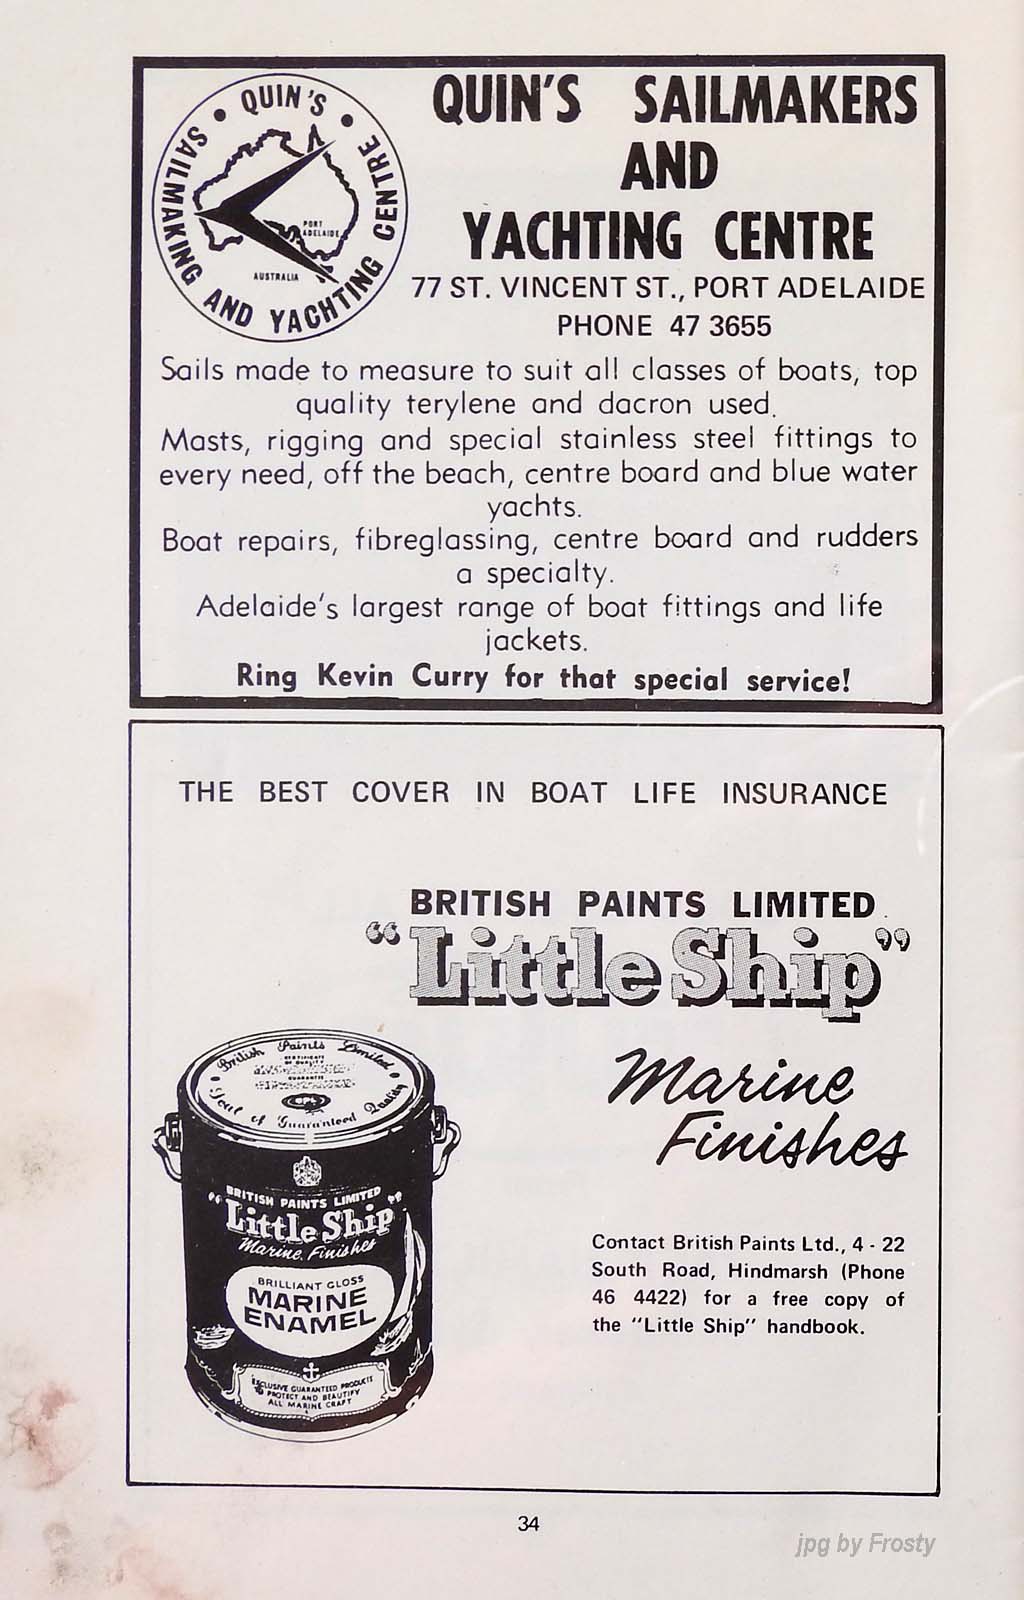 • QUIN'S •
SAILMAKING AND YACHTING CENTRE
PORT
ADELAIDE
AUSTRALIA
QUIN'S SAILMAKERS
AND
YACHTING CENTRE
77 ST. VINCENT ST., PORT ADELAIDE
PHONE 47 3655
Sails made to measure to suit all classes of boats, top
quality terylene and dacron used.
Masts, rigging and special stainless steel fittings to
every need, off the beach, centre board and blue water
yachts.
Boat repairs, fibreglassing, centre board and rudders
a specialty.
Adelaide's largest range of boat fittings and life
jackets.
Ring Kevin Curry for that special service!
THE BEST COVER IN BOAT LIFE INSURANCE
BRITISH PAINTS LIMITED
"Little Ship"
Marine
Finishes
British Paints Limited
CERTIFICATE
OF QUALITY
GUARANTEE
• Seal of Guaranteed Quality •
BRITISH PAINTS LIMITED
"Little Ship"
Marine Finishes
BRILLIANT GLOSS
MARINE
ENAMEL
EXCLUSIVE GUARANTEED PRODUCTS
TO PROTECT AND BEAUTIFY
ALL MARINE CRAFT
Contact British Paints Ltd., 4 - 22
South Road, Hindmarsh (Phone
46 4422) for a free copy of
the "Little Ship" handbook.
34
jpg by Frosty